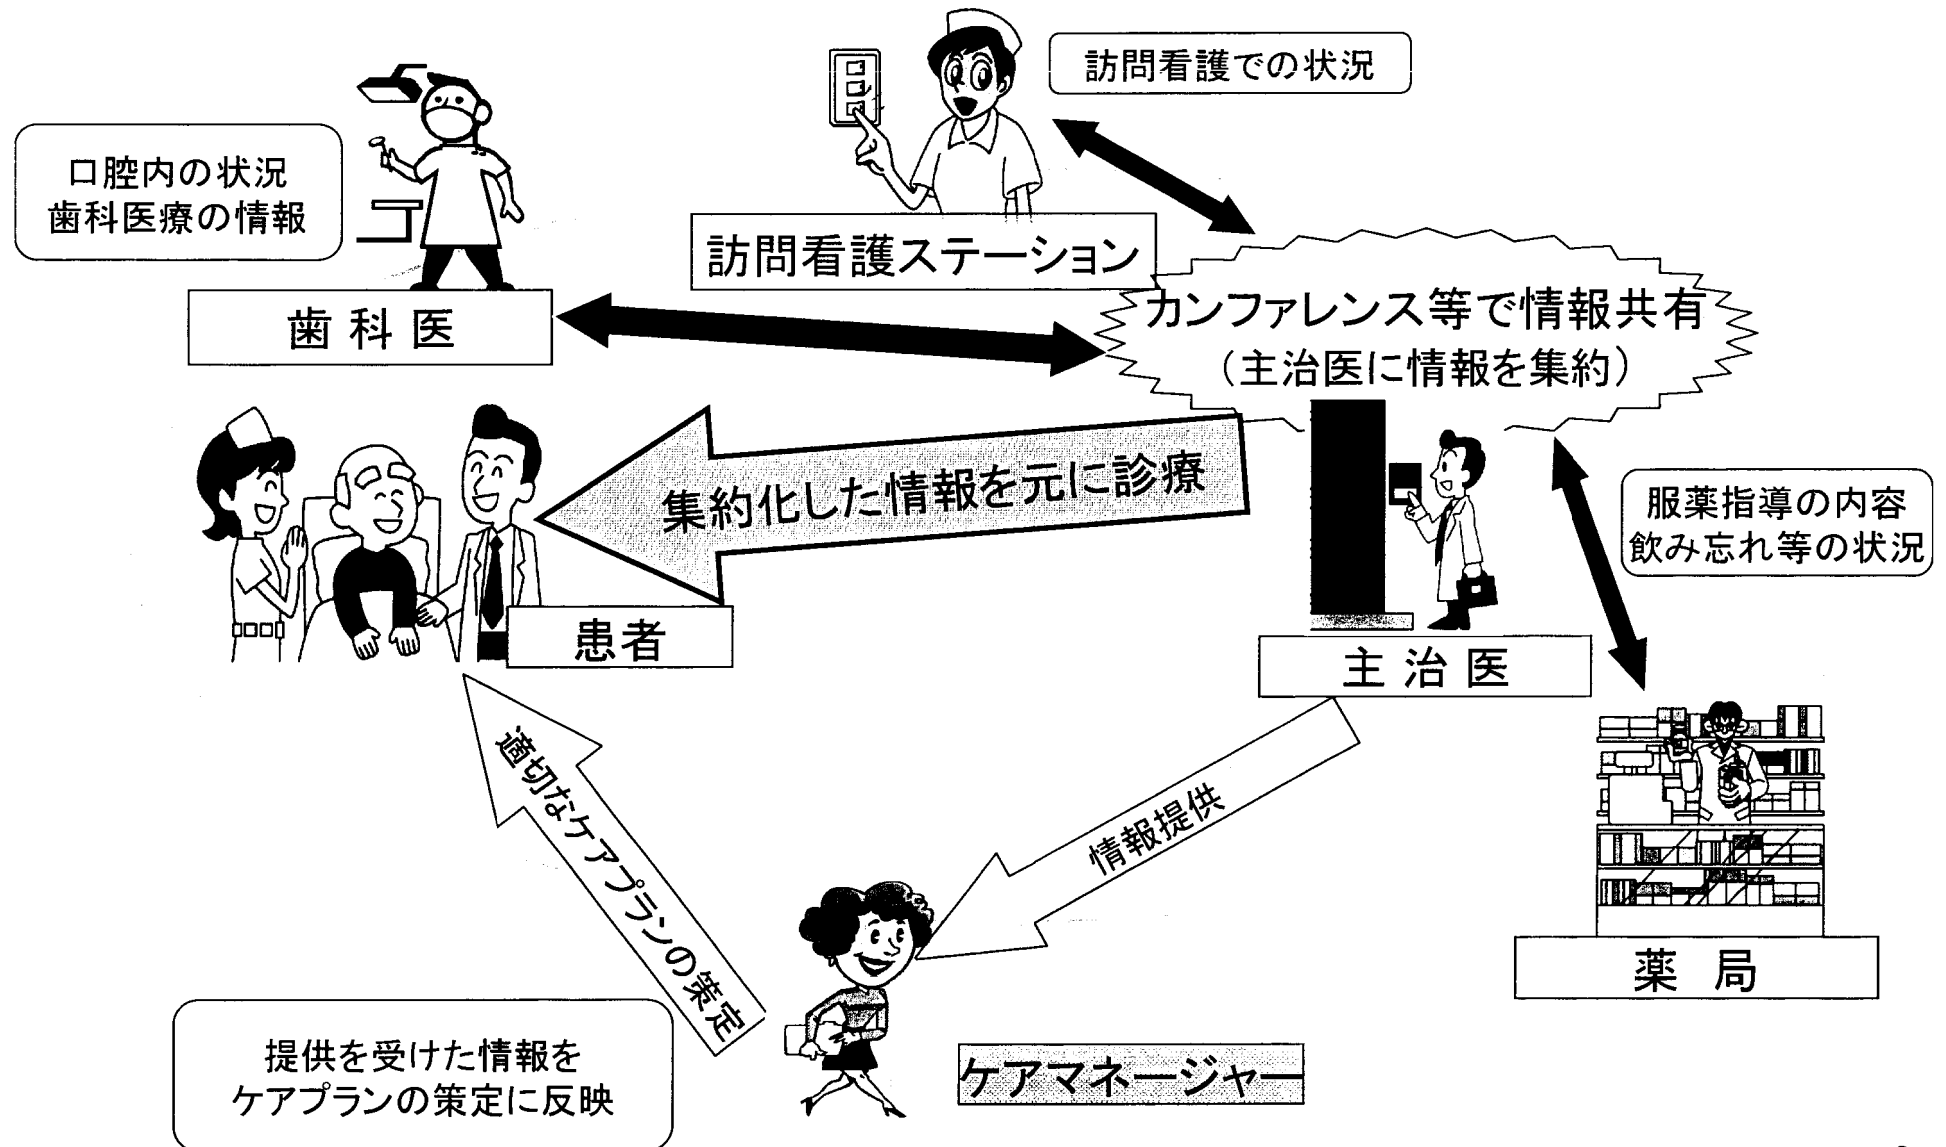 訪問看護での状況
口腔内の状況
歯科医療の情報
訪問看護ステーション
歯科医
カンファレンス等で情報共有
(主治医に情報を集約)
集約化した情報を元に診療
服薬指導の内容
飲み忘れ等の状況
患者
主治医
適切なケアプランの策定
情報提供
薬局
提供を受けた情報を
ケアプランの策定に反映
ケアマネージャー